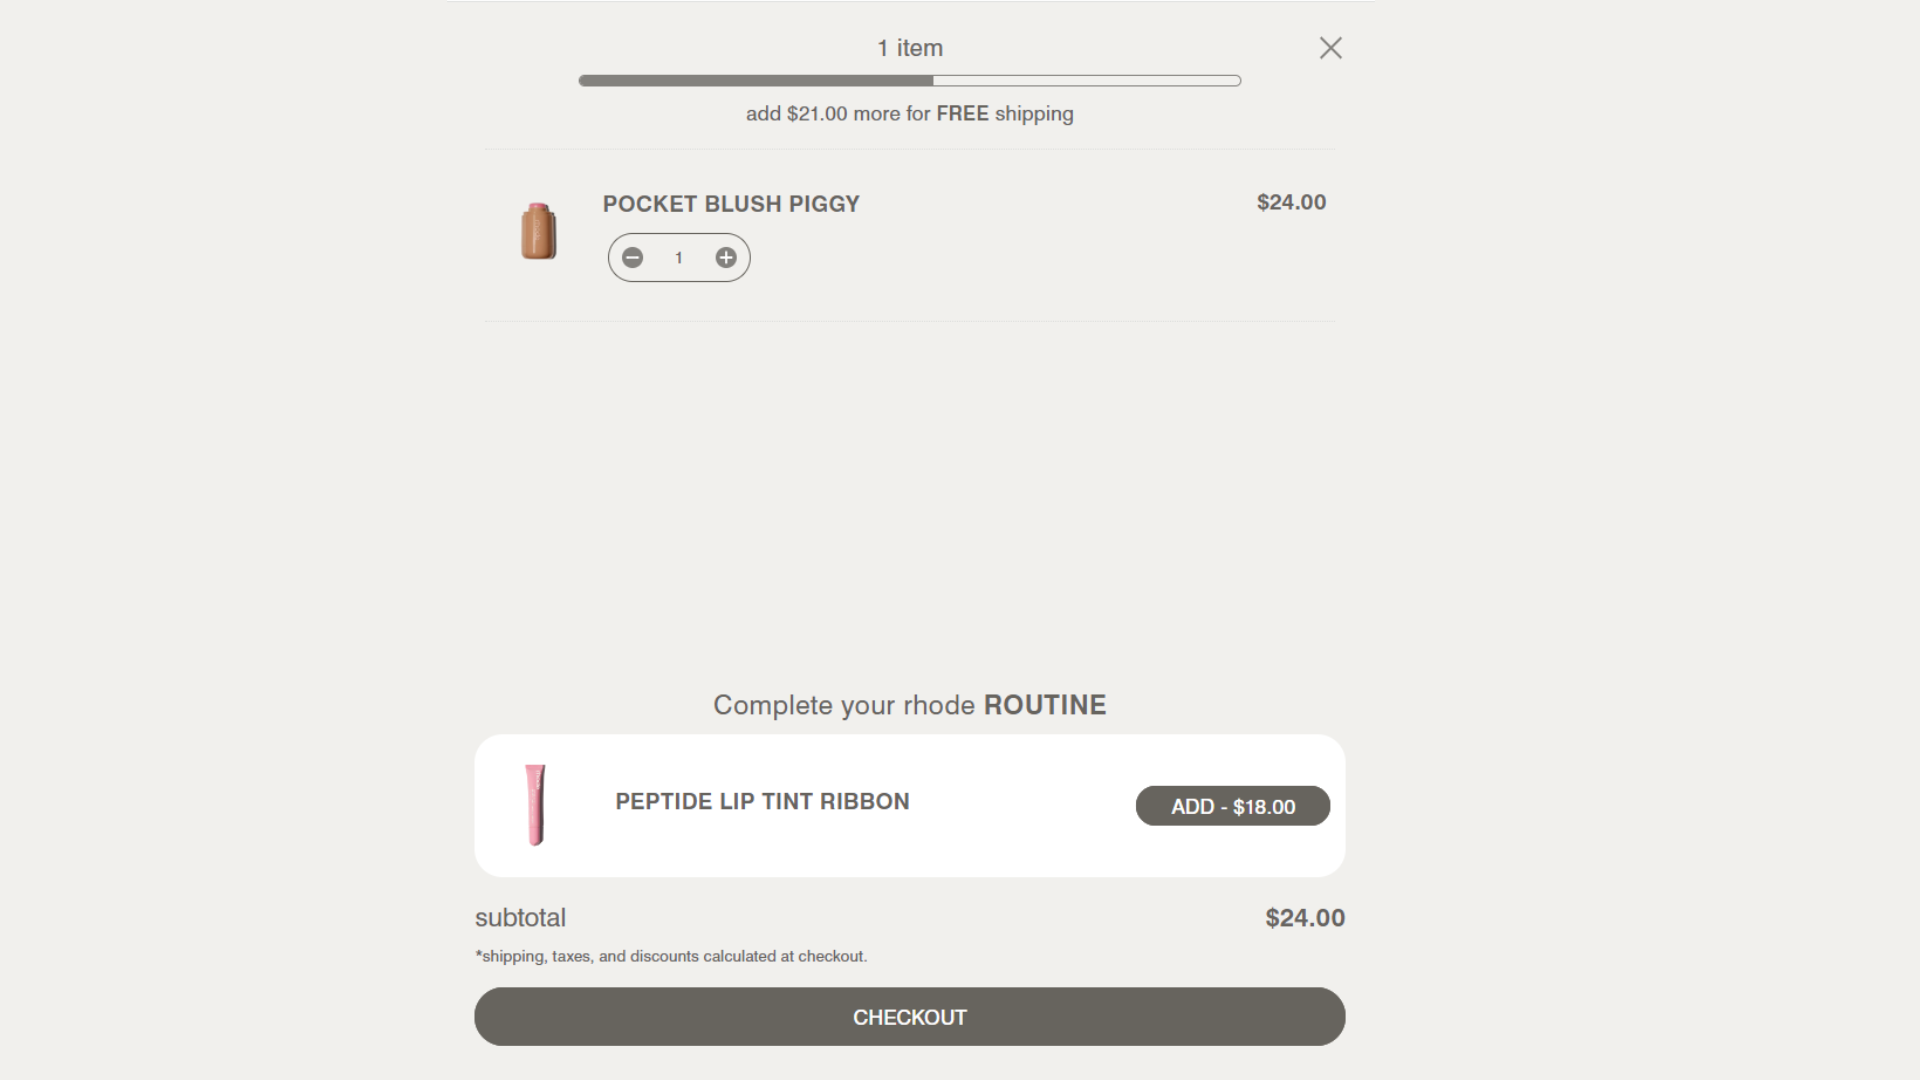 1 item
add $21.00 more for FREE shipping
POCKET BLUSH PIGGY
$24.00
1
Complete your rhode ROUTINE
PEPTIDE LIP TINT RIBBON
ADD - $18.00
subtotal
$24.00
*shipping, taxes, and discounts calculated at checkout.
CHECKOUT